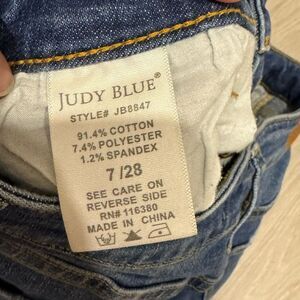 JUDY BLUE®
STYLE# JB8847
91.4% COTTON
7.4% POLYESTER
1.2% SPANDEX
7/28
SEE CARE ON
REVERSE SIDE
RN# 116380
MADE IN CHINA